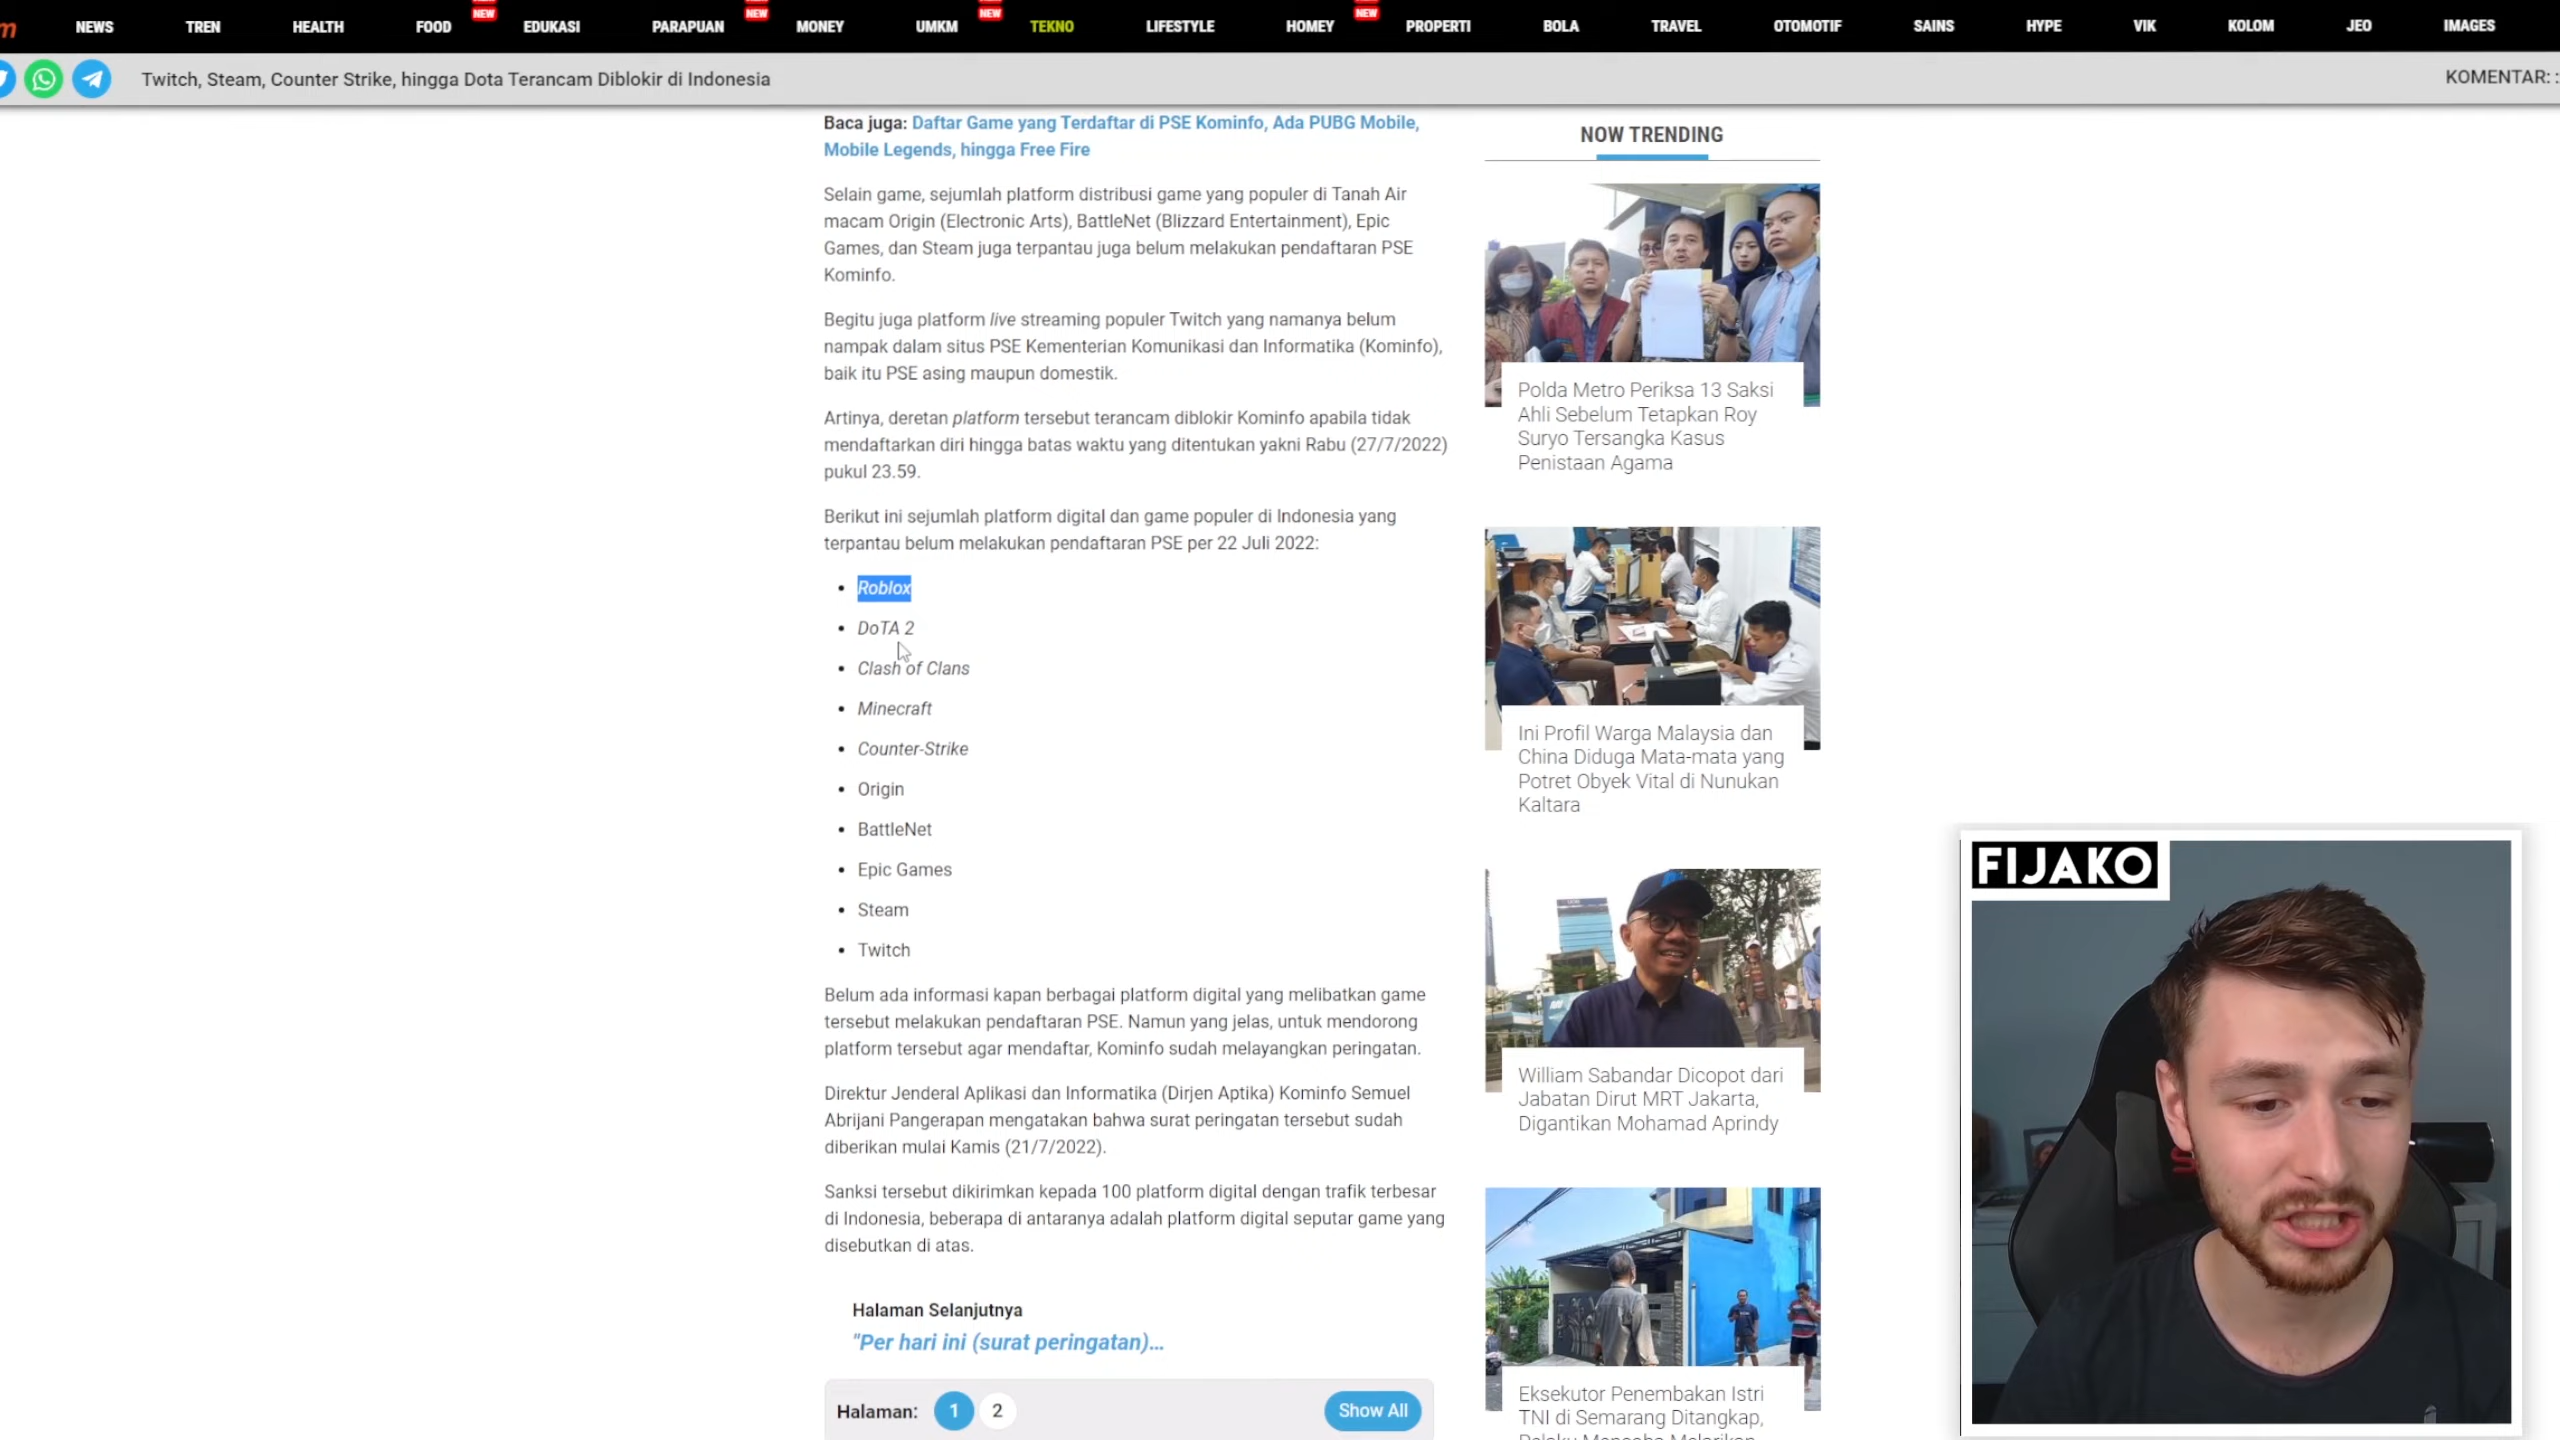 m NEWS TREN HEALTH FOOD NEW EDUKASI PARAPUAN NEW MONEY UMKM NEW TEKNO LIFESTYLE HOMEY NEW PROPERTI BOLA TRAVEL OTOMOTIF SAINS HYPE VIK KOLOM JEO IMAGES
Twitch, Steam, Counter Strike, hingga Dota Terancam Diblokir di Indonesia
KOMENTAR: :
Baca juga: Daftar Game yang Terdaftar di PSE Kominfo, Ada PUBG Mobile,
Mobile Legends, hingga Free Fire
Selain game, sejumlah platform distribusi game yang populer di Tanah Air
macam Origin (Electronic Arts), BattleNet (Blizzard Entertainment), Epic
Games, dan Steam juga terpantau juga belum melakukan pendaftaran PSE
Kominfo.
Begitu juga platform live streaming populer Twitch yang namanya belum
nampak dalam situs PSE Kementerian Komunikasi dan Informatika (Kominfo),
baik itu PSE asing maupun domestik.
Artinya, deretan platform tersebut terancam diblokir Kominfo apabila tidak
mendaftarkan diri hingga batas waktu yang ditentukan yakni Rabu (27/7/2022)
pukul 23.59.
Berikut ini sejumlah platform digital dan game populer di Indonesia yang
terpantau belum melakukan pendaftaran PSE per 22 Juli 2022:
• Roblox
• DoTA 2
• Clash of Clans
• Minecraft
• Counter-Strike
• Origin
• BattleNet
• Epic Games
• Steam
• Twitch
Belum ada informasi kapan berbagai platform digital yang melibatkan game
tersebut melakukan pendaftaran PSE. Namun yang jelas, untuk mendorong
platform tersebut agar mendaftar, Kominfo sudah melayangkan peringatan.
Direktur Jenderal Aplikasi dan Informatika (Dirjen Aptika) Kominfo Semuel
Abrijani Pangerapan mengatakan bahwa surat peringatan tersebut sudah
diberikan mulai Kamis (21/7/2022).
Sanksi tersebut dikirimkan kepada 100 platform digital dengan trafik terbesar
di Indonesia, beberapa di antaranya adalah platform digital seputar game yang
disebutkan di atas.
Halaman Selanjutnya
"Per hari ini (surat peringatan)...
Halaman: 1 2 Show All
NOW TRENDING
Polda Metro Periksa 13 Saksi
Ahli Sebelum Tetapkan Roy
Suryo Tersangka Kasus
Penistaan Agama
Ini Profil Warga Malaysia dan
China Diduga Mata-mata yang
Potret Obyek Vital di Nunukan
Kaltara
William Sabandar Dicopot dari
Jabatan Dirut MRT Jakarta,
Digantikan Mohamad Aprindy
Eksekutor Penembakan Istri
TNI di Semarang Ditangkap,
FIJAKO